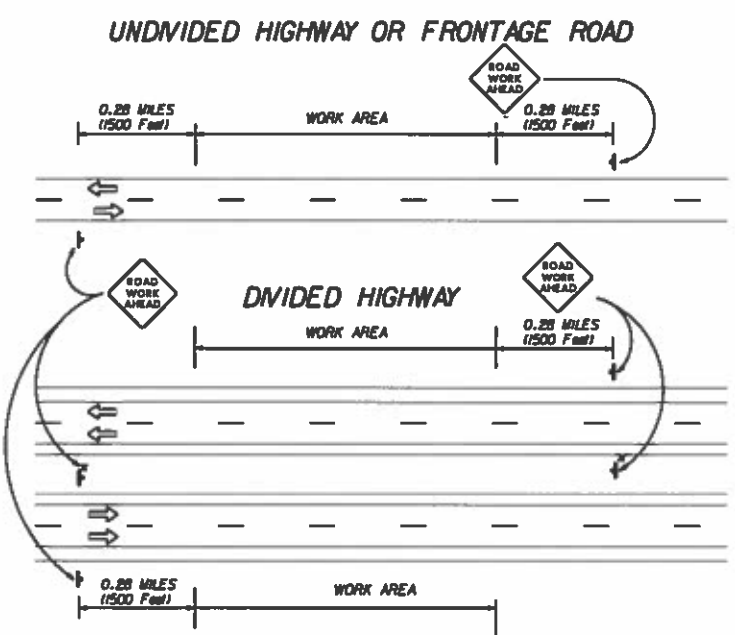 UNDIVIDED HIGHWAY OR FRONTAGE ROAD
ROAD
WORK
AHEAD
0.28 MILES
(1500 Feet)
WORK AREA
0.28 MILES
(1500 Feet)
ROAD
WORK
AHEAD
DIVIDED HIGHWAY
ROAD
WORK
AHEAD
WORK AREA
0.28 MILES
(1500 Feet)
0.28 MILES
(1500 Feet)
WORK AREA